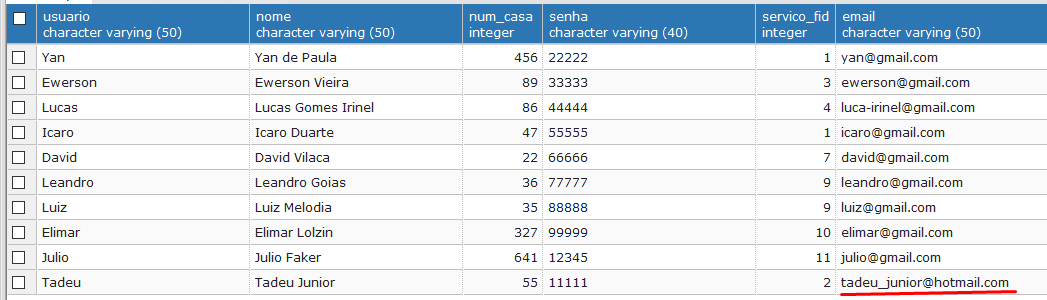 usuario nome num_casa senha servico_fid email
character varying (50) character varying (50) integer character varying (40) integer character varying (50)
Yan Yan de Paula 456 22222 1 yan@gmail.com
Ewerson Ewerson Vieira 89 33333 3 ewerson@gmail.com
Lucas Lucas Gomes Irinel 86 44444 4 luca-irinel@gmail.com
Icaro Icaro Duarte 47 55555 1 icaro@gmail.com
David David Vilaca 22 66666 7 david@gmail.com
Leandro Leandro Goias 36 77777 9 leandro@gmail.com
Luiz Luiz Melodia 35 88888 9 luiz@gmail.com
Elimar Elimar Lolzin 327 99999 10 elimar@gmail.com
Julio Julio Faker 641 12345 11 julio@gmail.com
Tadeu Tadeu Junior 55 11111 2 tadeu_junior@hotmail.com